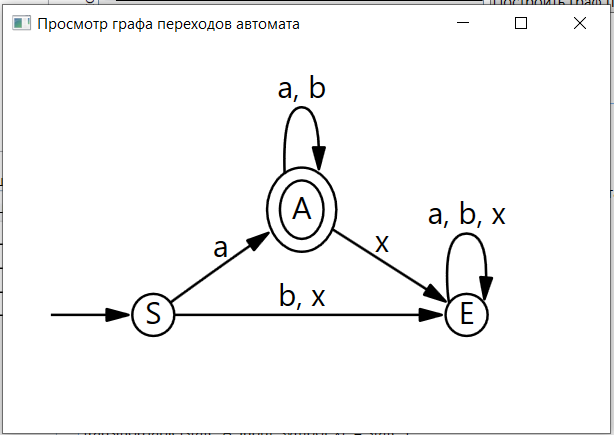 Просмотр графа переходов автомата
a, b
A
a, b, x
a
x
b, x
S
E